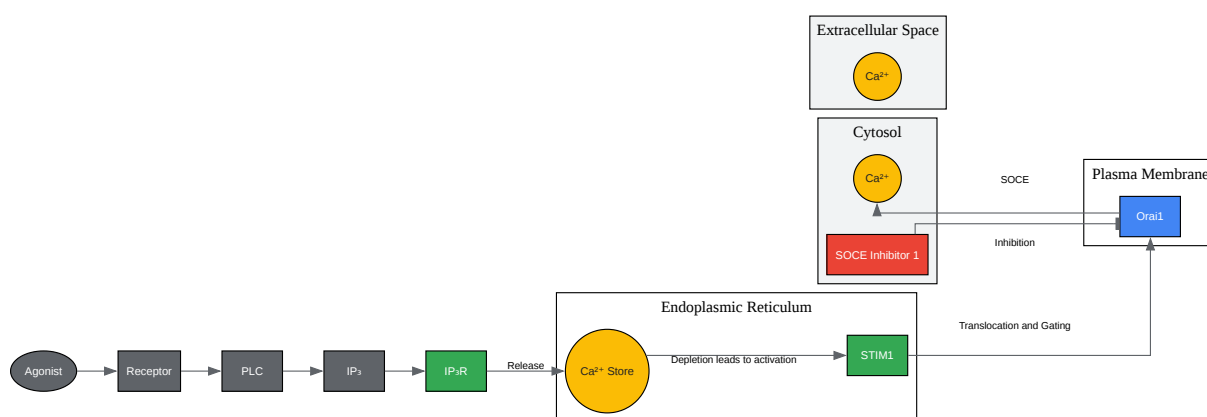 Extracellular Space
Ca²⁺
Cytosol
Ca²⁺
SOCE
Plasma Membrane
Orai1
SOCE Inhibitor 1
Inhibition
Endoplasmic Reticulum
Translocation and Gating
Agonist
Receptor
PLC
IP₃
IP₃R
Release
Ca²⁺ Store
Depletion leads to activation
STIM1